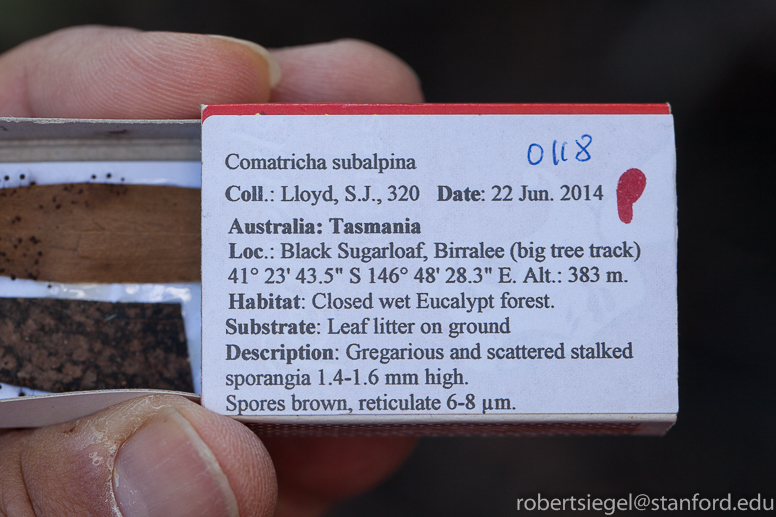 0118
Comatricha subalpina
Coll.: Lloyd, S.J., 320 Date: 22 Jun. 2014
Australia: Tasmania
Loc.: Black Sugarloaf, Birralee (big tree track)
41° 23' 43.5" S 146° 48' 28.3" E. Alt.: 383 m.
Habitat: Closed wet Eucalypt forest.
Substrate: Leaf litter on ground
Description: Gregarious and scattered stalked
sporangia 1.4-1.6 mm high.
Spores brown, reticulate 6-8 µm.
robertsiegel@stanford.edu